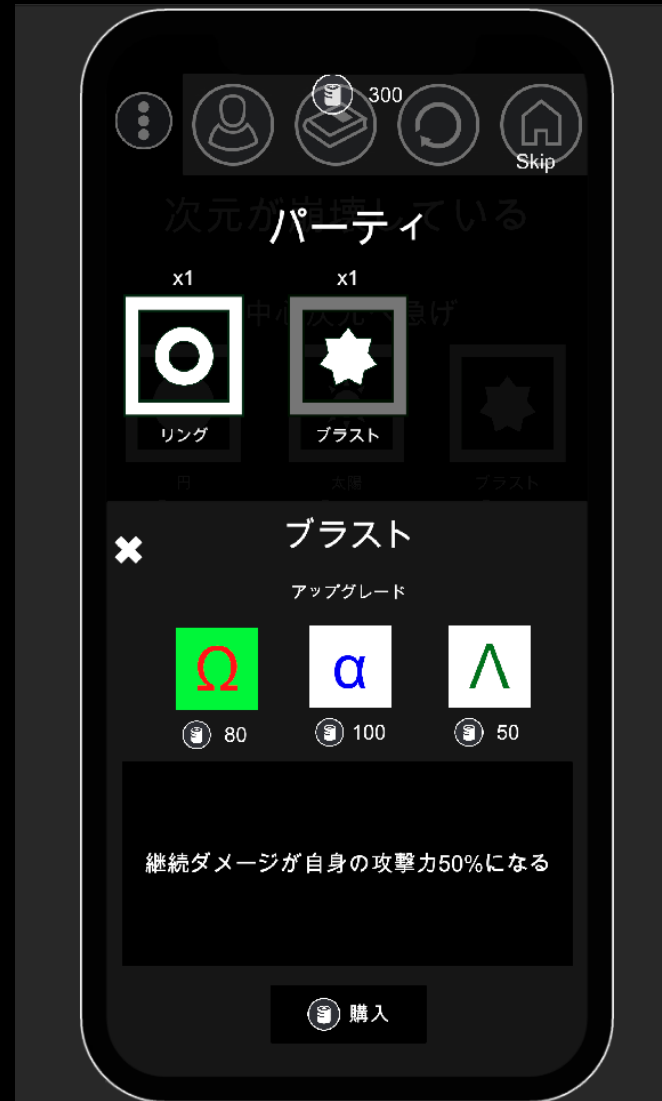 300
Skip
次元が崩壊している
パーティ
x1 x1
中心次元へ急げ
リング ブラスト
円 太陽 ブラスト
ブラスト
アップグレード
Ω α Λ
80 100 50
継続ダメージが自身の攻撃力50%になる
購入